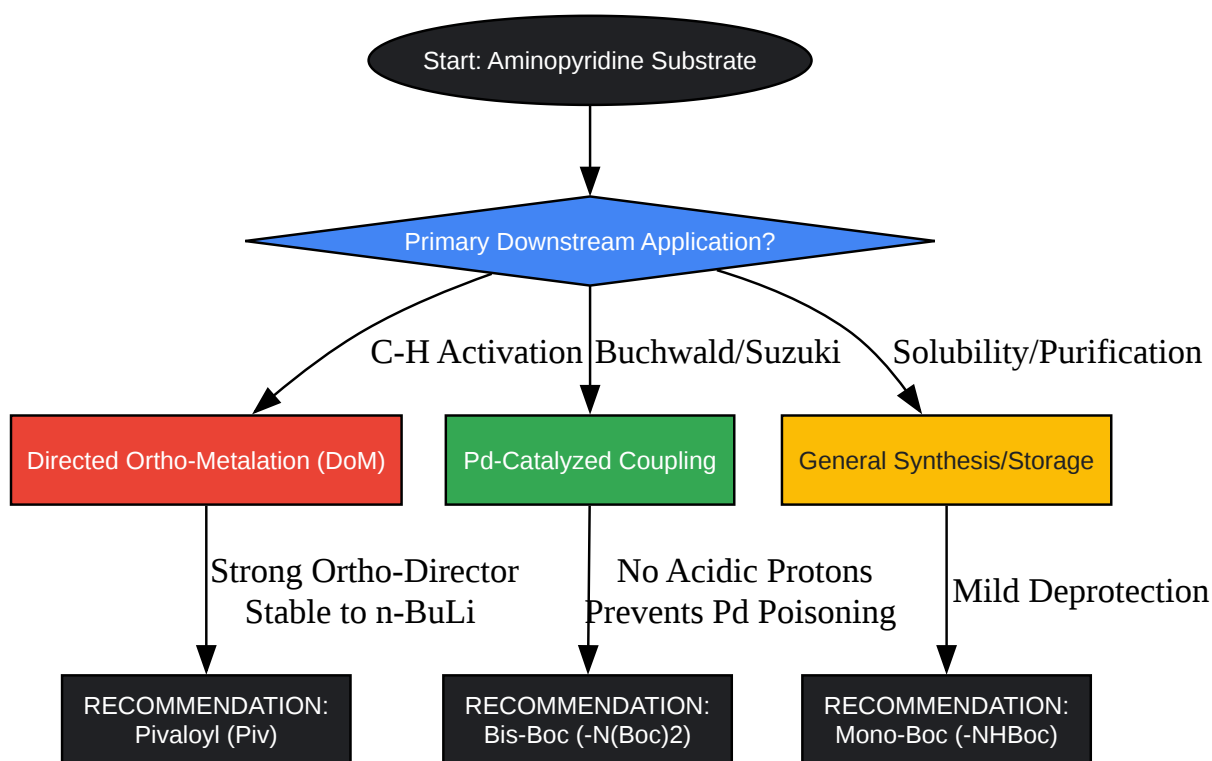 Start: Aminopyridine Substrate
Primary Downstream Application?
C-H Activation
Buchwald/Suzuki
Solubility/Purification
Directed Ortho-Metalation (DoM)
Pd-Catalyzed Coupling
General Synthesis/Storage
Strong Ortho-Director
Stable to n-BuLi
No Acidic Protons
Prevents Pd Poisoning
Mild Deprotection
RECOMMENDATION:
Pivaloyl (Piv)
RECOMMENDATION:
Bis-Boc (-N(Boc)2)
RECOMMENDATION:
Mono-Boc (-NHBoc)